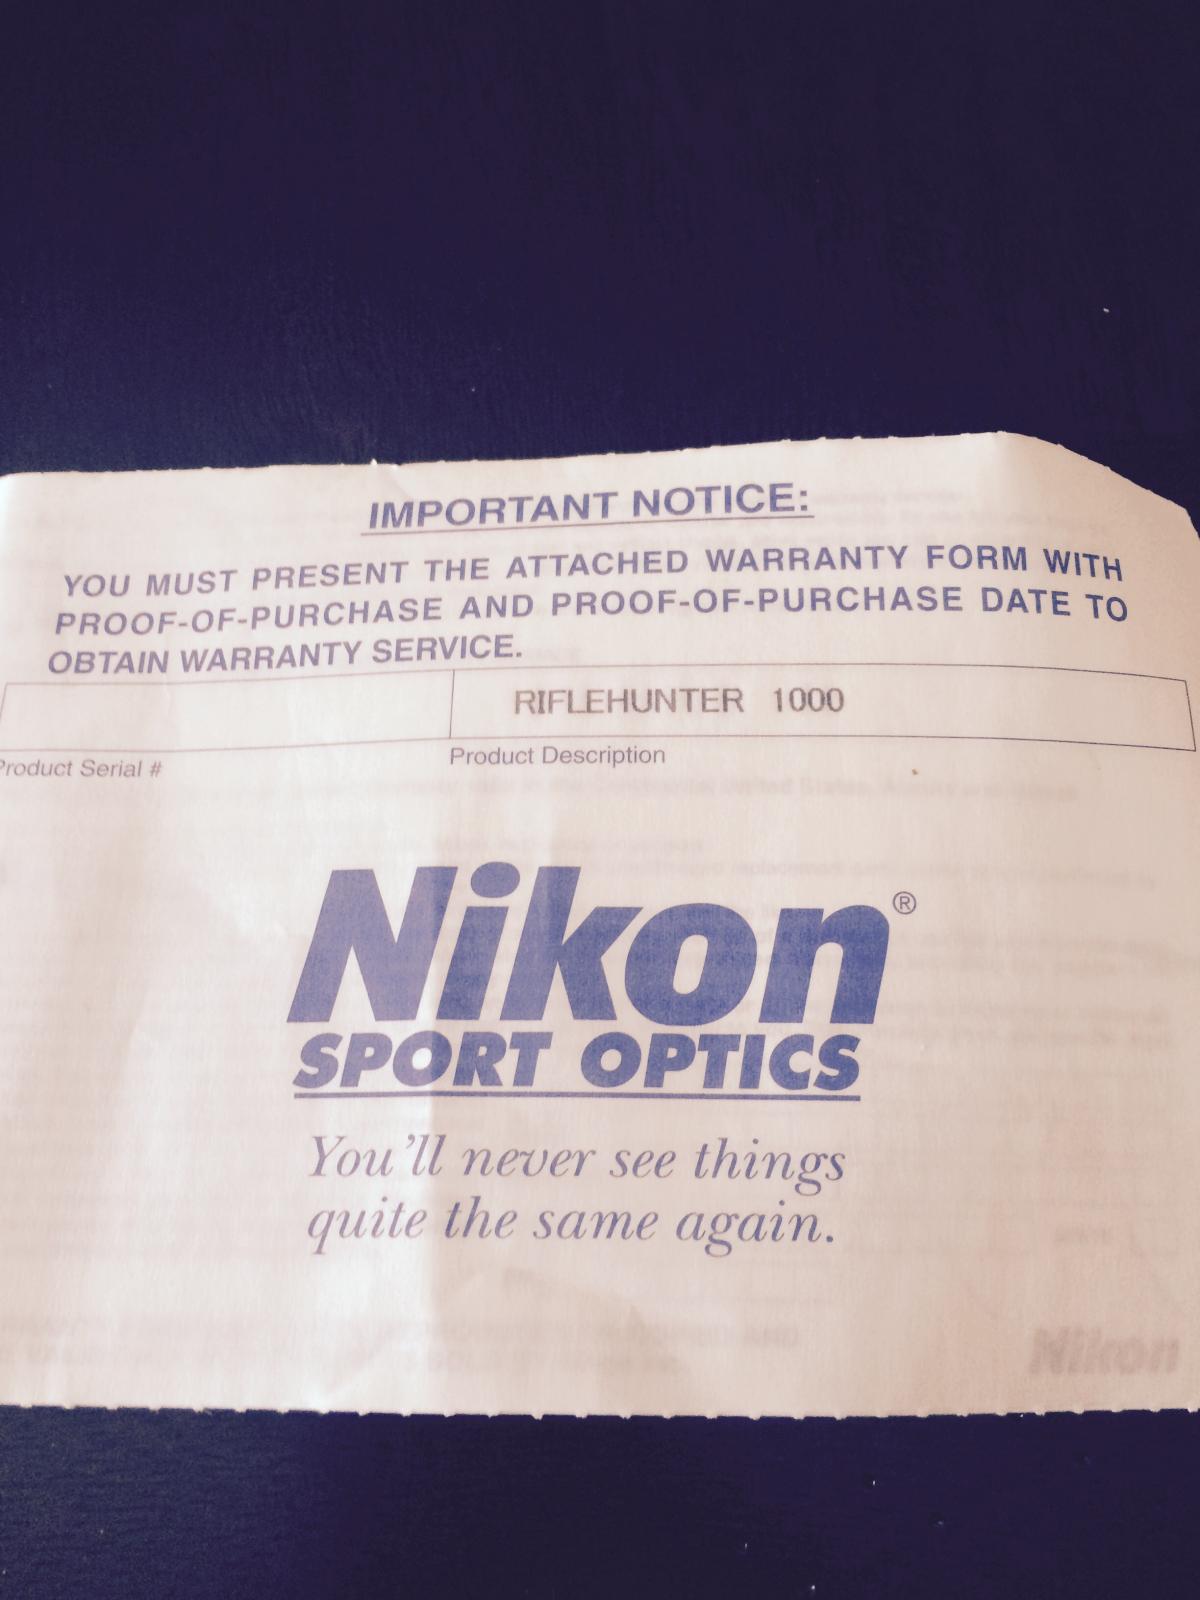 IMPORTANT NOTICE:
YOU MUST PRESENT THE ATTACHED WARRANTY FORM WITH
PROOF-OF-PURCHASE AND PROOF-OF-PURCHASE DATE TO
OBTAIN WARRANTY SERVICE.
RIFLEHUNTER 1000
Product Serial # Product Description
Nikon®
SPORT OPTICS
You'll never see things
quite the same again.
Nikon